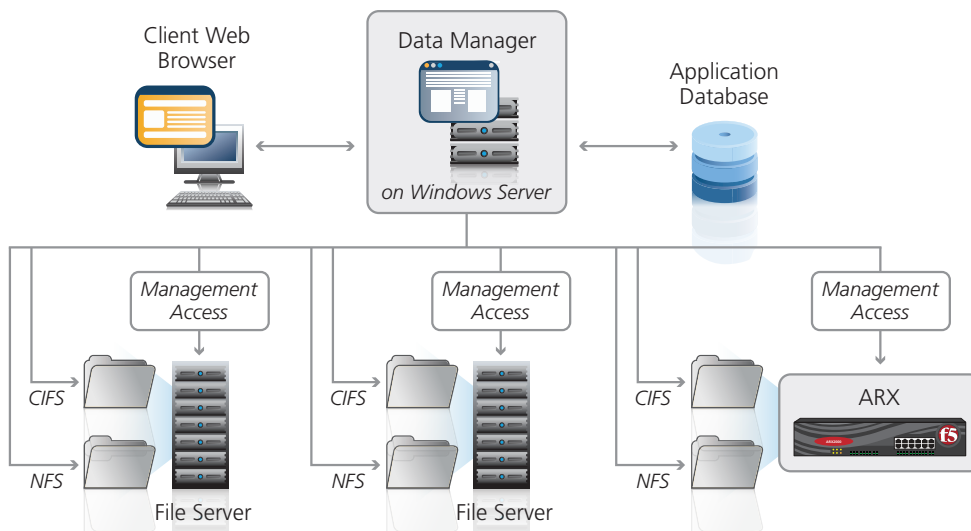 Client Web
Browser
Data Manager
on Windows Server
Application
Database
Management
Access
Management
Access
Management
Access
CIFS
NFS
File Server
CIFS
NFS
File Server
CIFS
NFS
ARX
f5